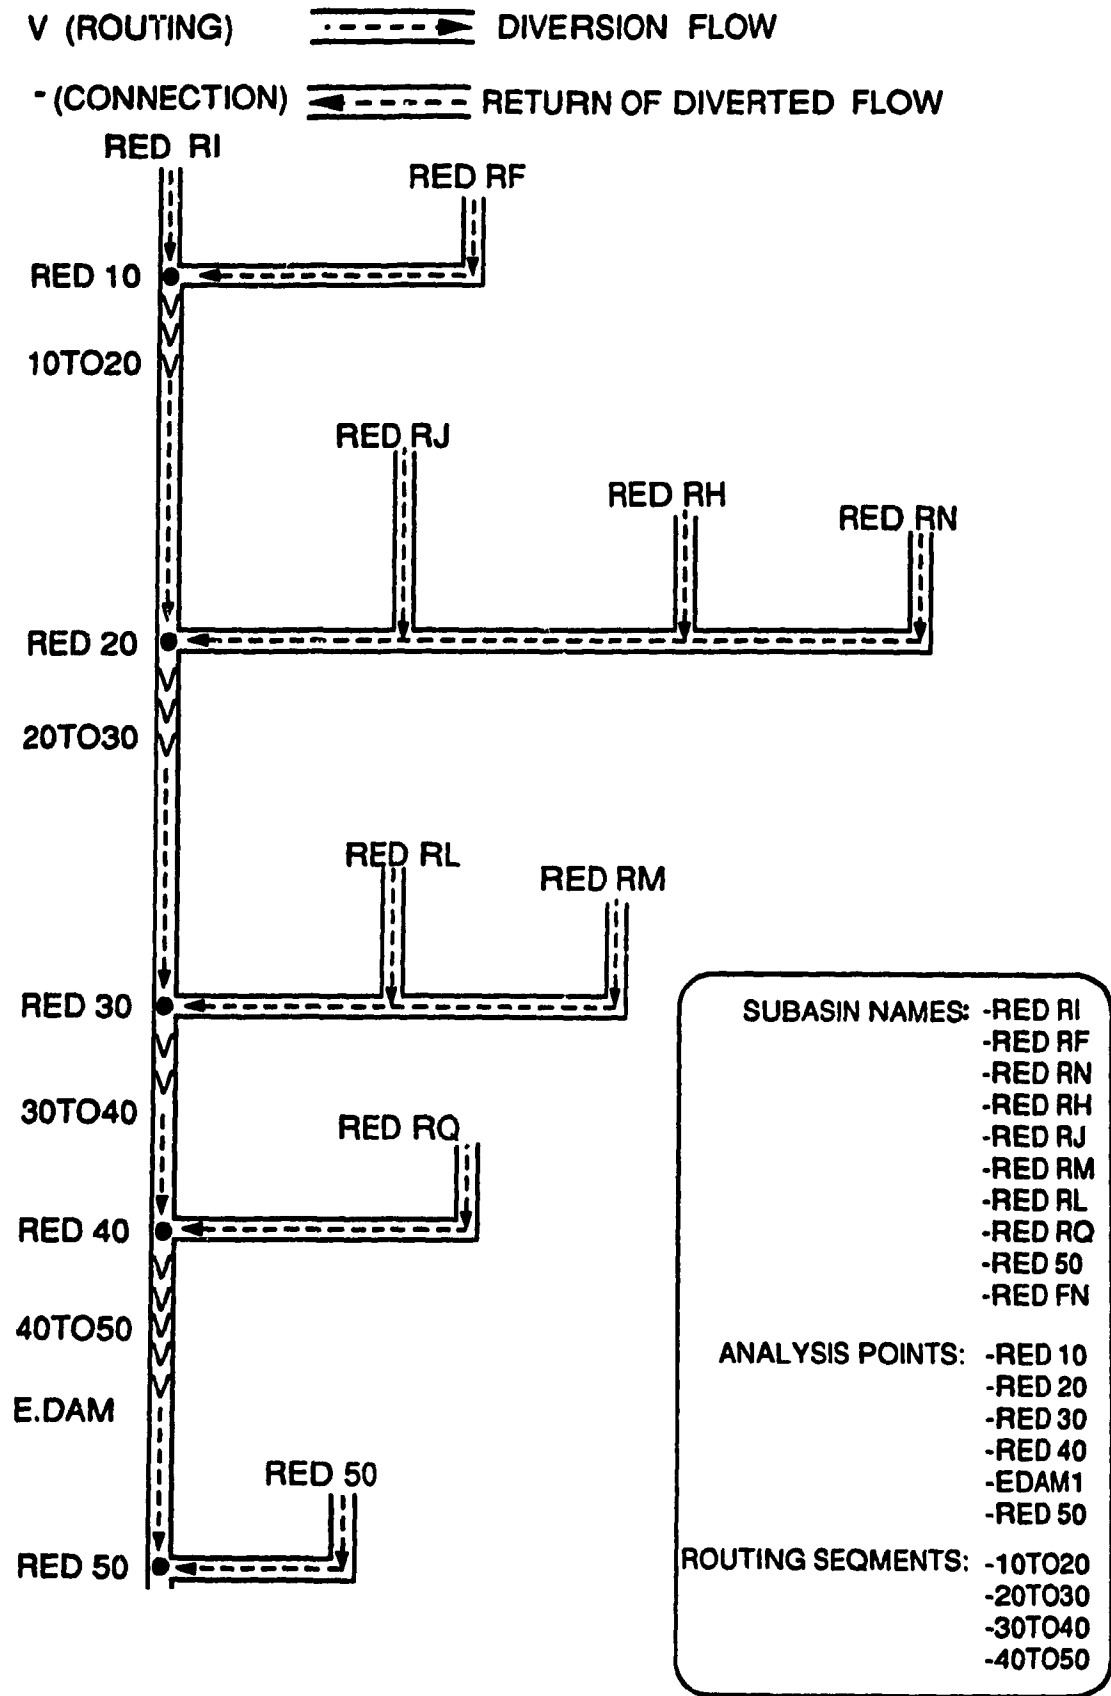 V (ROUTING) DIVERSION FLOW
- (CONNECTION) RETURN OF DIVERTED FLOW
RED RI
RED RF
RED 10
10TO20
RED RJ
RED RH
RED RN
RED 20
20TO30
RED RL
RED RM
RED 30
30TO40
RED RQ
RED 40
40TO50
E.DAM
RED 50
RED 50
SUBASIN NAMES: -RED RI
-RED RF
-RED RN
-RED RH
-RED RJ
-RED RM
-RED RL
-RED RQ
-RED 50
-RED FN
ANALYSIS POINTS: -RED 10
-RED 20
-RED 30
-RED 40
-EDAM1
-RED 50
ROUTING SEQMENTS: -10TO20
-20TO30
-30TO40
-40TO50